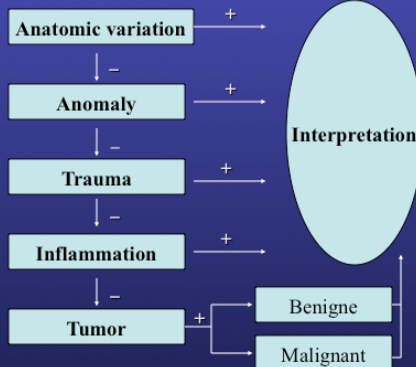 Anatomic variation
+
−
Anomaly
+
−
Interpretation
Trauma
+
−
Inflammation
+
−
Tumor
+
Benigne
Malignant